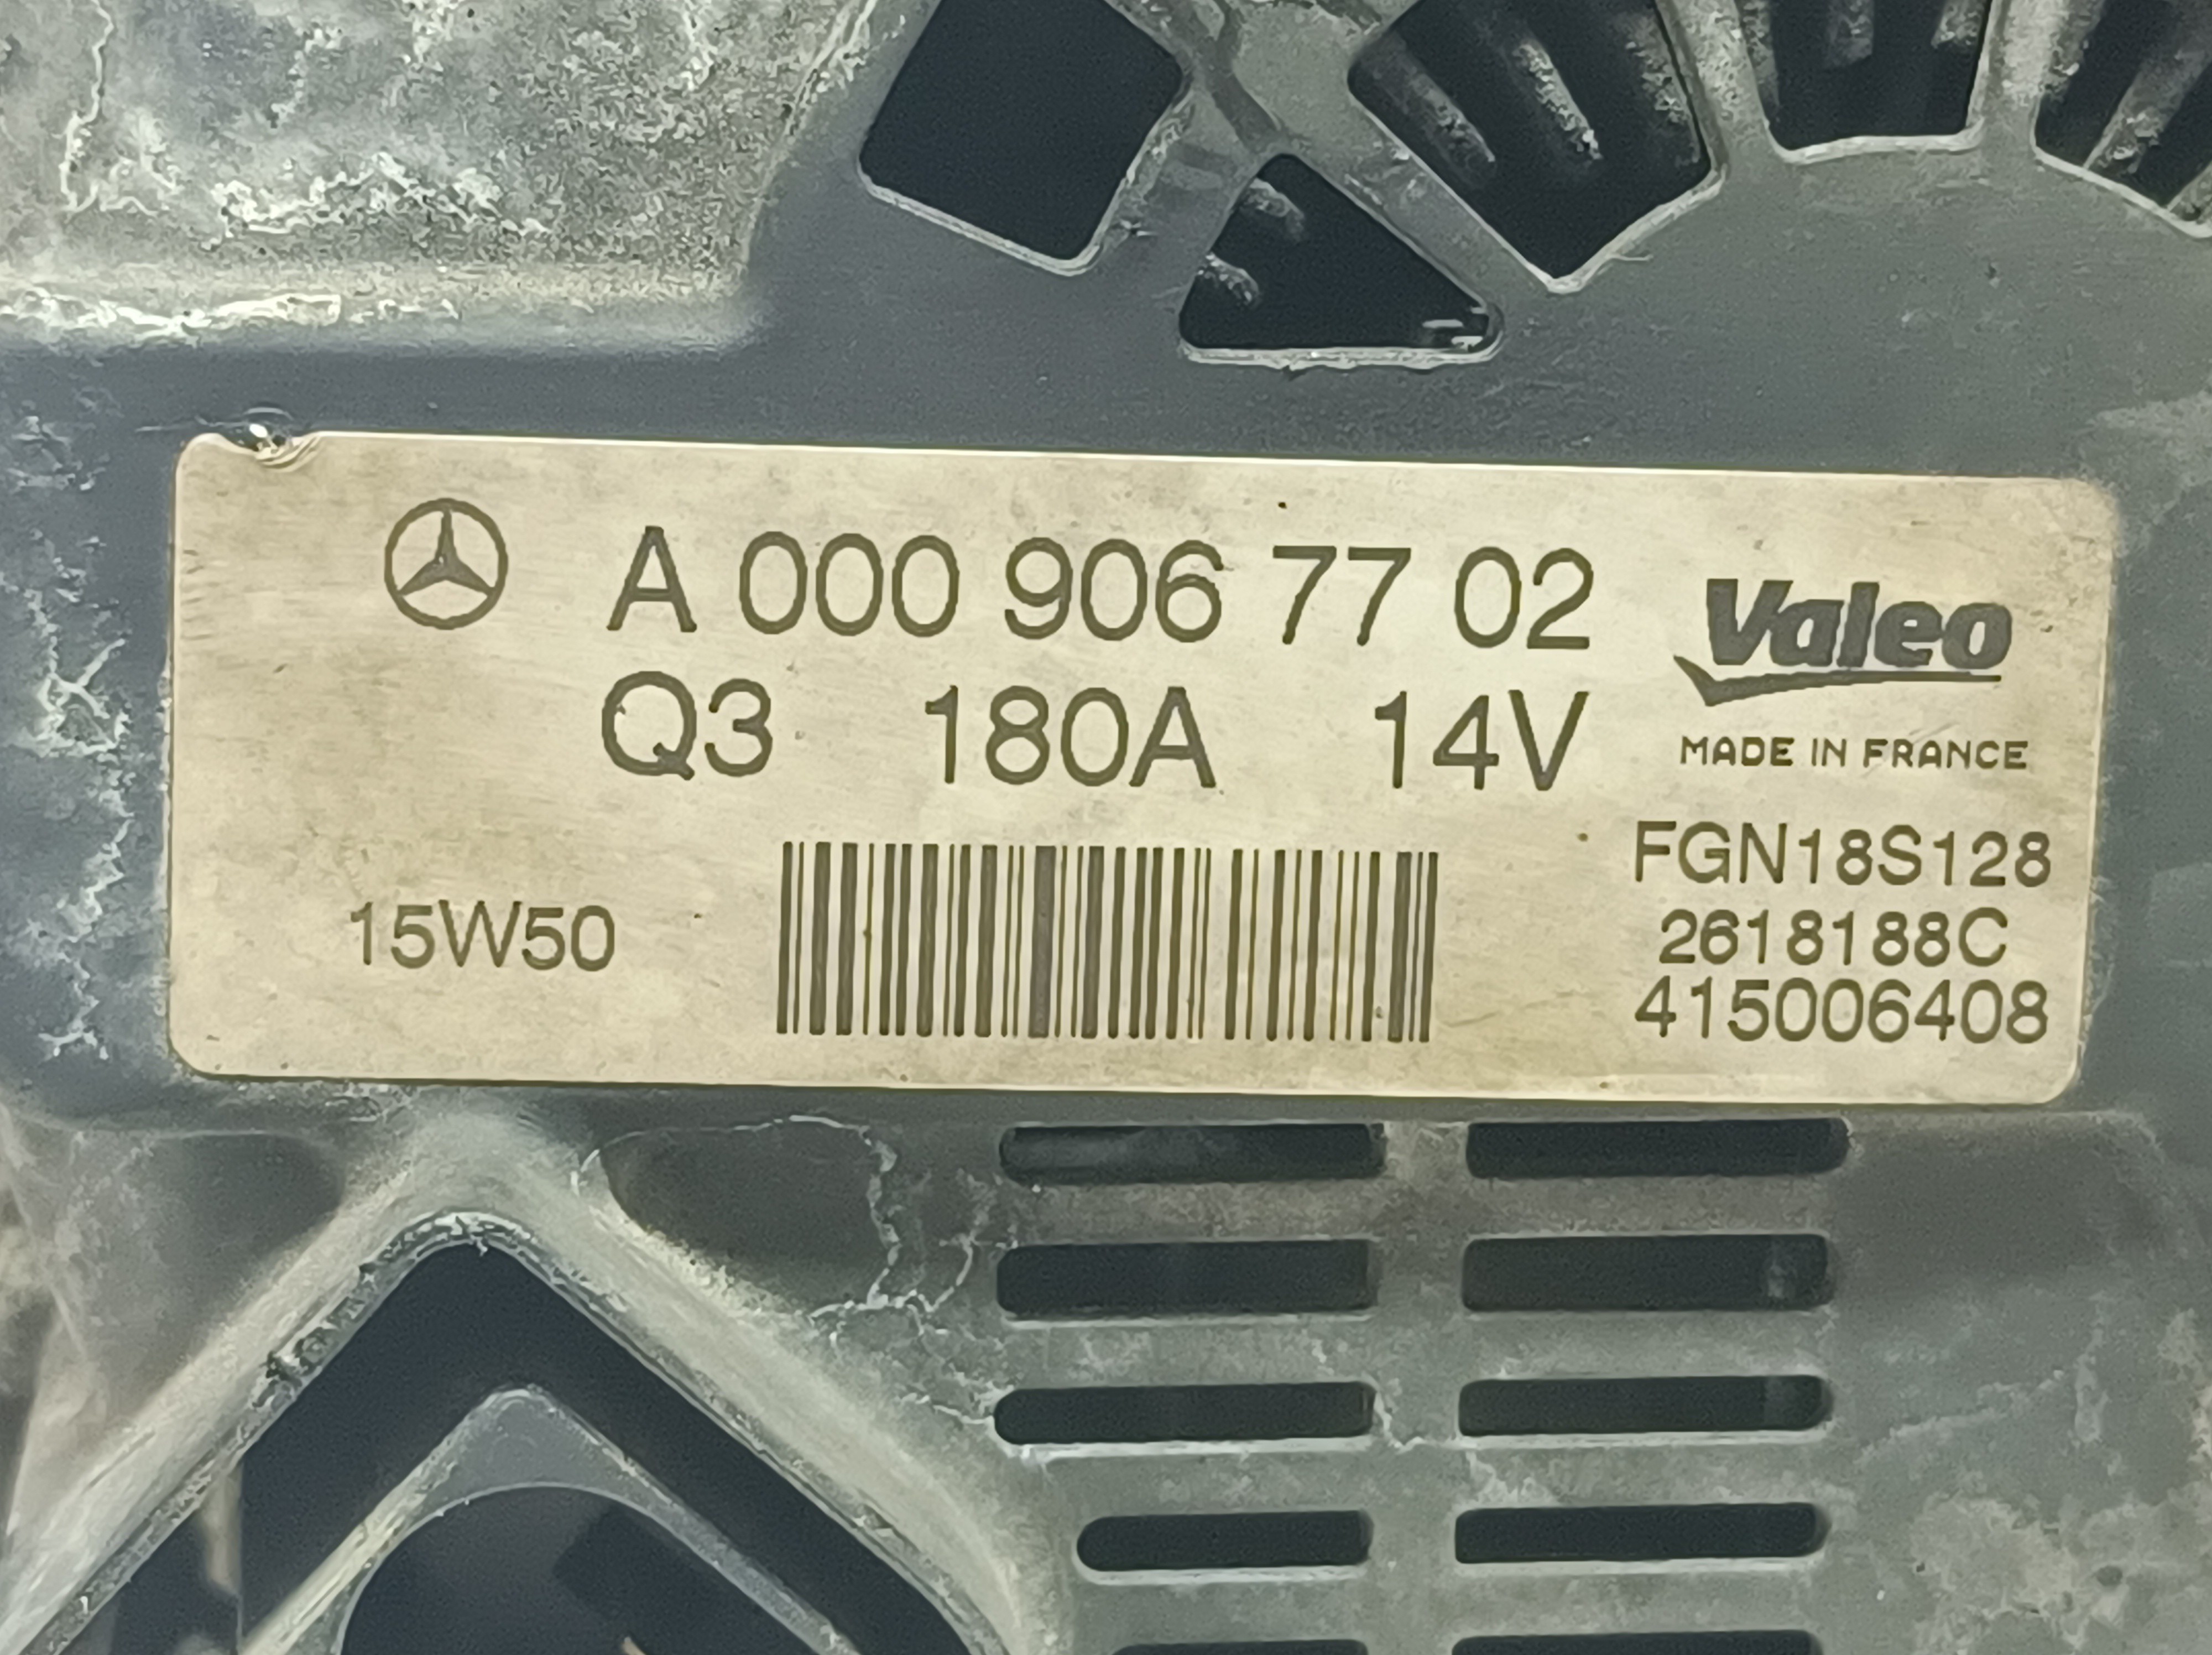 A 000 906 77 02
Valeo
Q3 180A 14V
MADE IN FRANCE
FGN18S128
15W50
2618188C
415006408